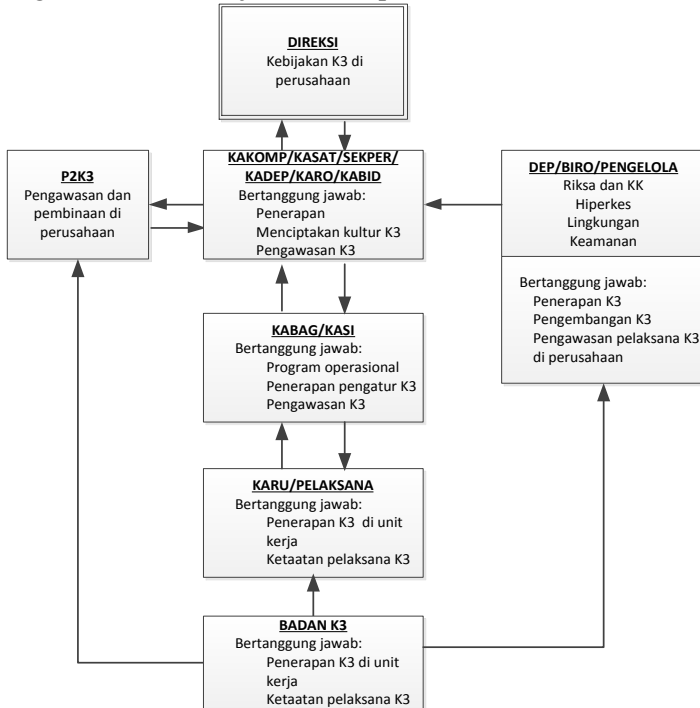 DIREKSI
Kebijakan K3 di
perusahaan
P2K3
Pengawasan dan
pembinaan di
perusahaan
KAKOMP/KASAT/SEKPER/
KADEP/KARO/KABID
Bertanggung jawab:
Penerapan
Menciptakan kultur K3
Pengawasan K3
DEP/BIRO/PENGELOLA
Riksa dan KK
Hiperkes
Lingkungan
Keamanan
Bertanggung jawab:
Penerapan K3
Pengembangan K3
Pengawasan pelaksana K3
di perusahaan
KABAG/KASI
Bertanggung jawab:
Program operasional
Penerapan pengatur K3
Pengawasan K3
KARU/PELAKSANA
Bertanggung jawab:
Penerapan K3 di unit
kerja
Ketaatan pelaksana K3
BADAN K3
Bertanggung jawab:
Penerapan K3 di unit
kerja
Ketaatan pelaksana K3